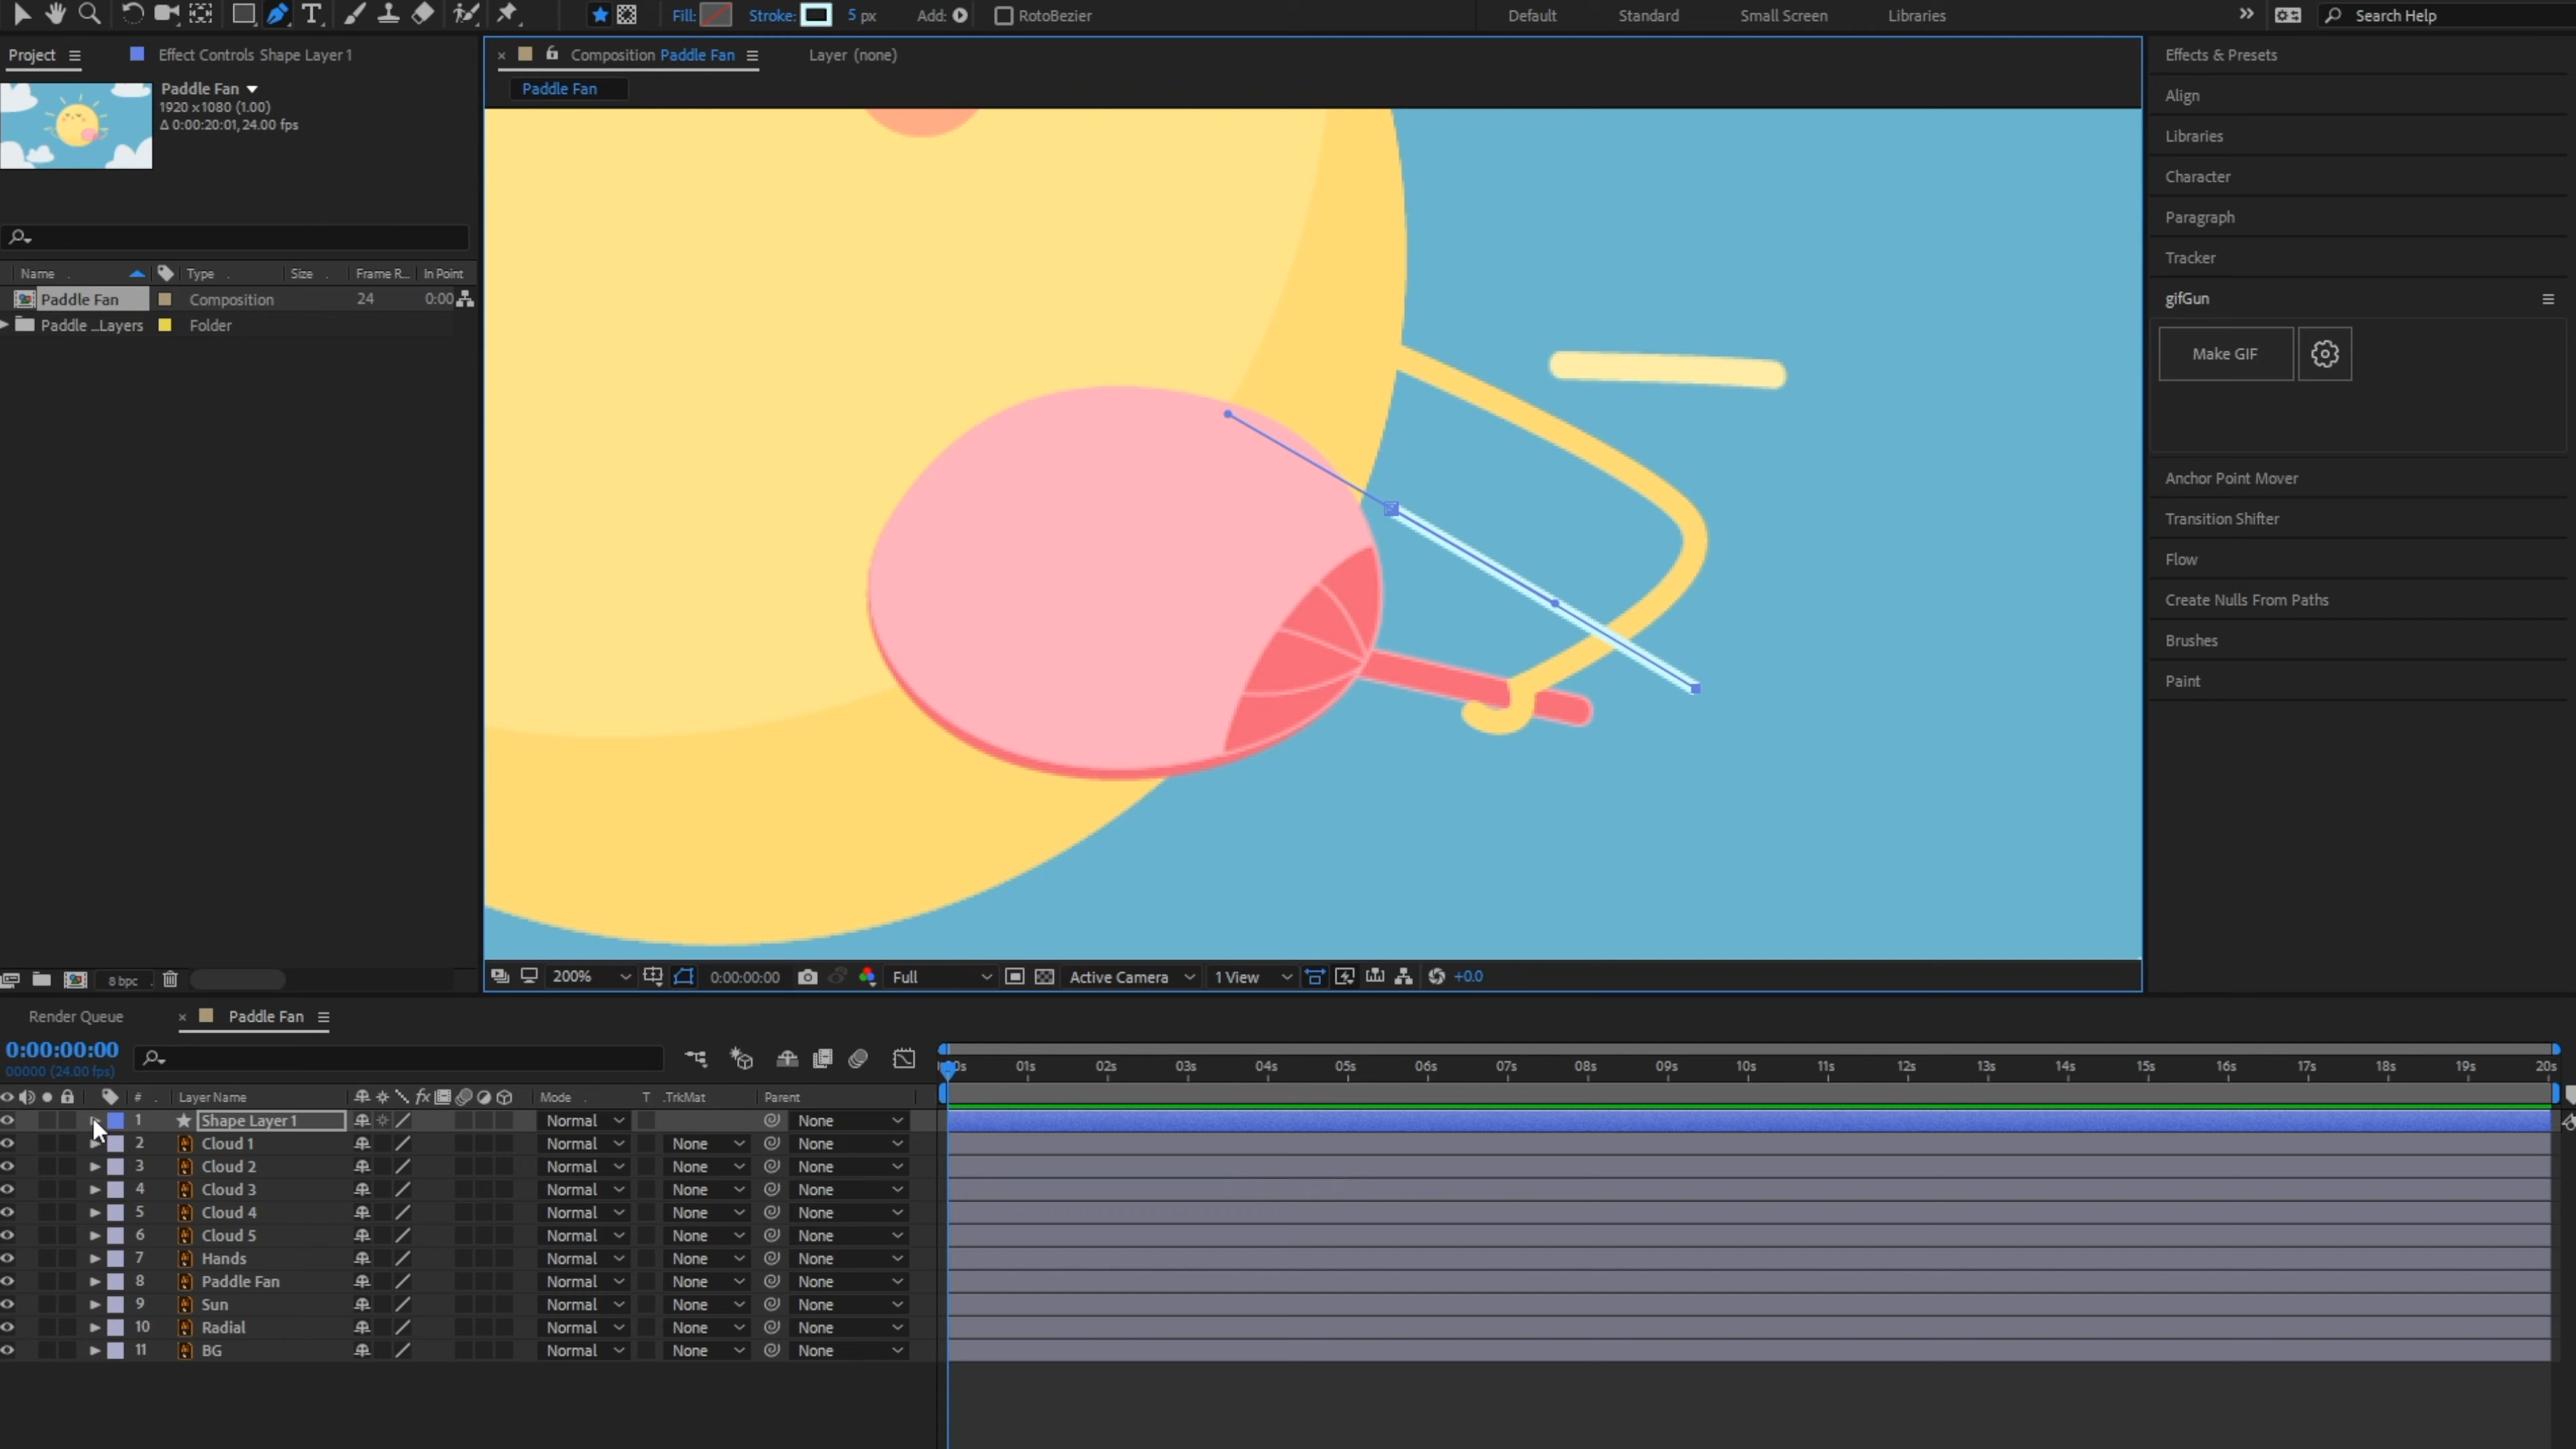 Fill: Stroke: 5 px Add: RotoBezier Default Standard Small Screen Libraries Search Help
Project Effect Controls Shape Layer 1
Composition Paddle Fan Layer (none)
Paddle Fan
Paddle Fan
1920 x1080 (1.00)
Δ 0:00:20:01, 24.00 fps
Name Type Size Frame R... In Point
Paddle Fan Composition 24 0:00
Paddle ...Layers Folder
Effects & Presets
Align
Libraries
Character
Paragraph
Tracker
gifGun
Make GIF
Anchor Point Mover
Transition Shifter
Flow
Create Nulls From Paths
Brushes
Paint
8 bpc
200% 0:00:00:00 Full Active Camera 1 View +0.0
Render Queue Paddle Fan
0:00:00:00
00000 (24.00 fps)
01s 02s 03s 04s 05s 06s 07s 08s 09s 10s 11s 12s 13s 14s 15s 16s 17s 18s 19s 20s
# Layer Name fx Mode T .TrkMat Parent
1 Shape Layer 1 Normal None
2 Cloud 1 Normal None None
3 Cloud 2 Normal None None
4 Cloud 3 Normal None None
5 Cloud 4 Normal None None
6 Cloud 5 Normal None None
7 Hands Normal None None
8 Paddle Fan Normal None None
9 Sun Normal None None
10 Radial Normal None None
11 BG Normal None None